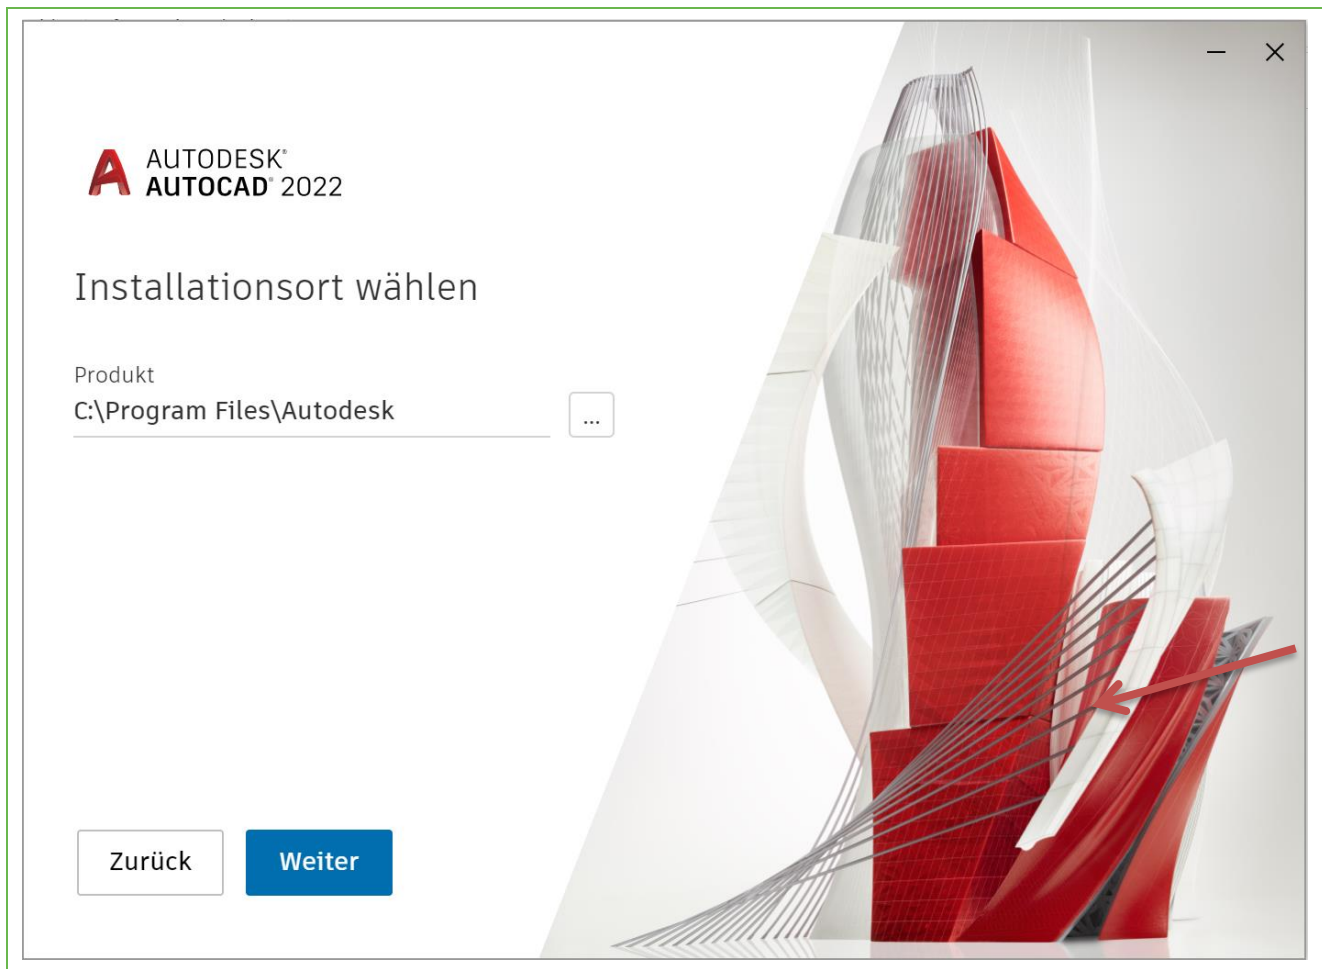 AUTODESK®
AUTOCAD® 2022
Installationsort wählen
Produkt
C:\Program Files\Autodesk
...
Zurück
Weiter